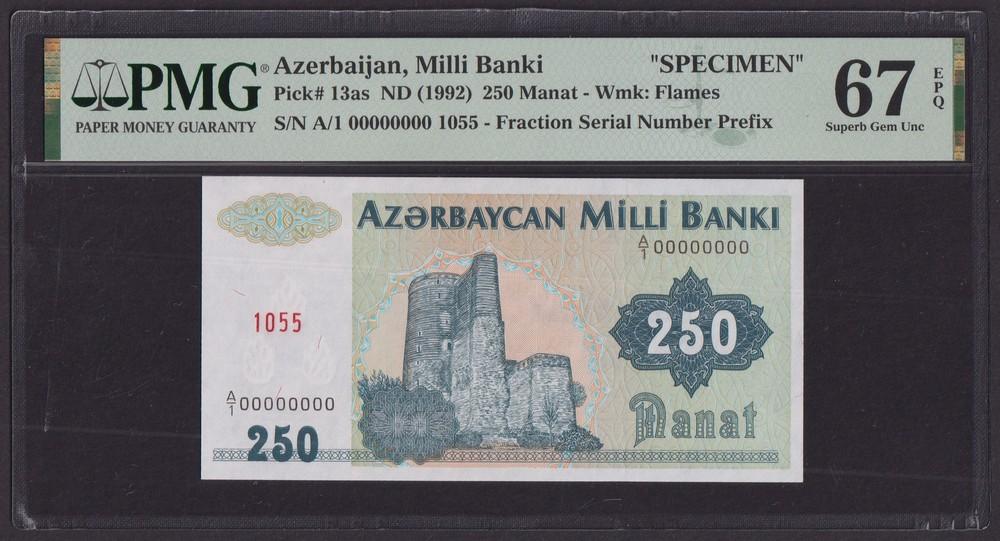 PMG®
PAPER MONEY GUARANTY
Azerbaijan, Milli Banki "SPECIMEN"
Pick# 13as ND (1992) 250 Manat - Wmk: Flames
S/N A/1 00000000 1055 - Fraction Serial Number Prefix
67 EPQ
Superb Gem Unc
AZƏRBAYCAN MILLI BANKI
A/1 00000000
1055
250
A/1 00000000
250
Manat